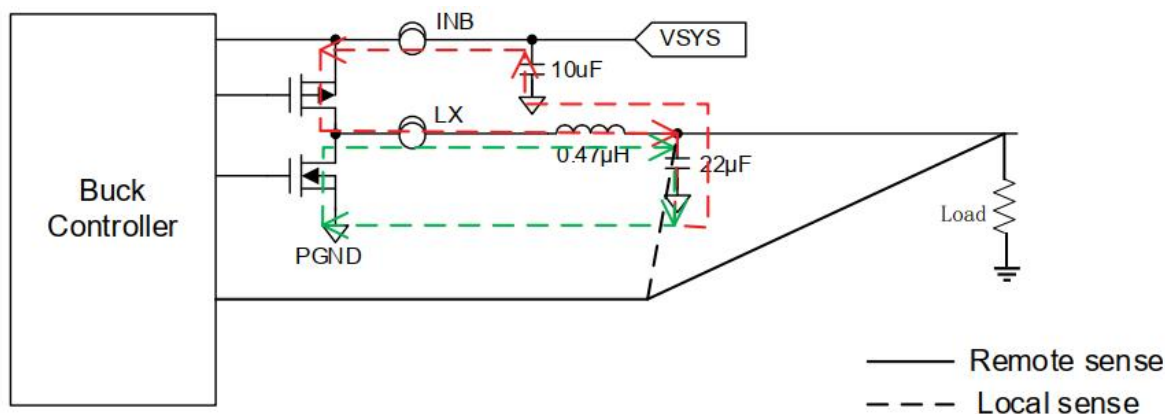 INB
VSYS
10uF
LX
0.47µH
22µF
Buck
Controller
Load
PGND
Remote sense
Local sense